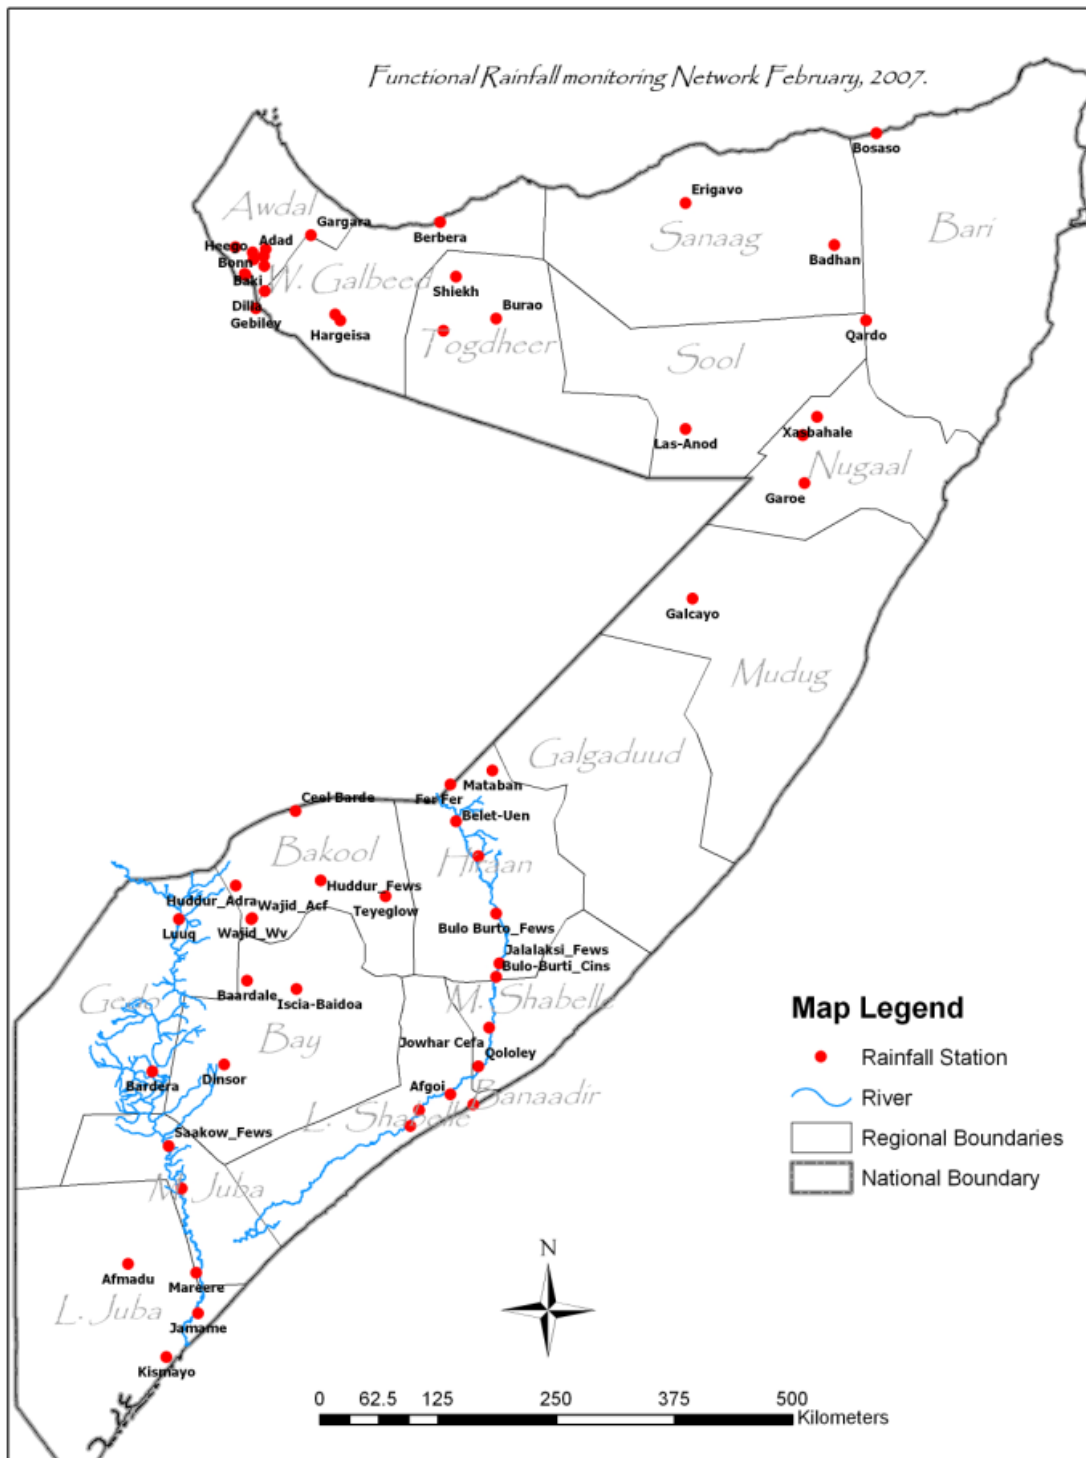 Functional Rainfall monitoring Network February, 2007.
Bosaso
Erigavo
Awdal
Gargara
Sanaag
Bari
Berbera
Heego
Adad
Badhan
Bonn
W. Galbeed
Baki
Shiekh
Dilla
Burao
Gebiley
Hargeisa
Togdheer
Qardo
Sool
Las-Anod
Xasbahale
Nugaal
Garoe
Galcayo
Mudug
Galgaduud
Mataban
Ceel Barde
Fer Fer
Belet-Uen
Bakool
Hiraan
Huddur_Fews
Huddur_Adra
Wajid_Acf
Teyeglow
Luuq
Wajid_Wv
Bulo Burto_Fews
Jalalaksi_Fews
Bulo-Burti_Cins
Baardale
Iscia-Baidoa
Gedo
M. Shabelle
Bay
Jowhar Cefa
Qololey
Bardera
Dinsor
Afgoi
Banaadir
L. Shabelle
Saakow_Fews
M. Juba
Afmadu
Mareere
L. Juba
Jamame
Kismayo
Map Legend
Rainfall Station
River
Regional Boundaries
National Boundary
N
0 62.5 125 250 375 500
Kilometers